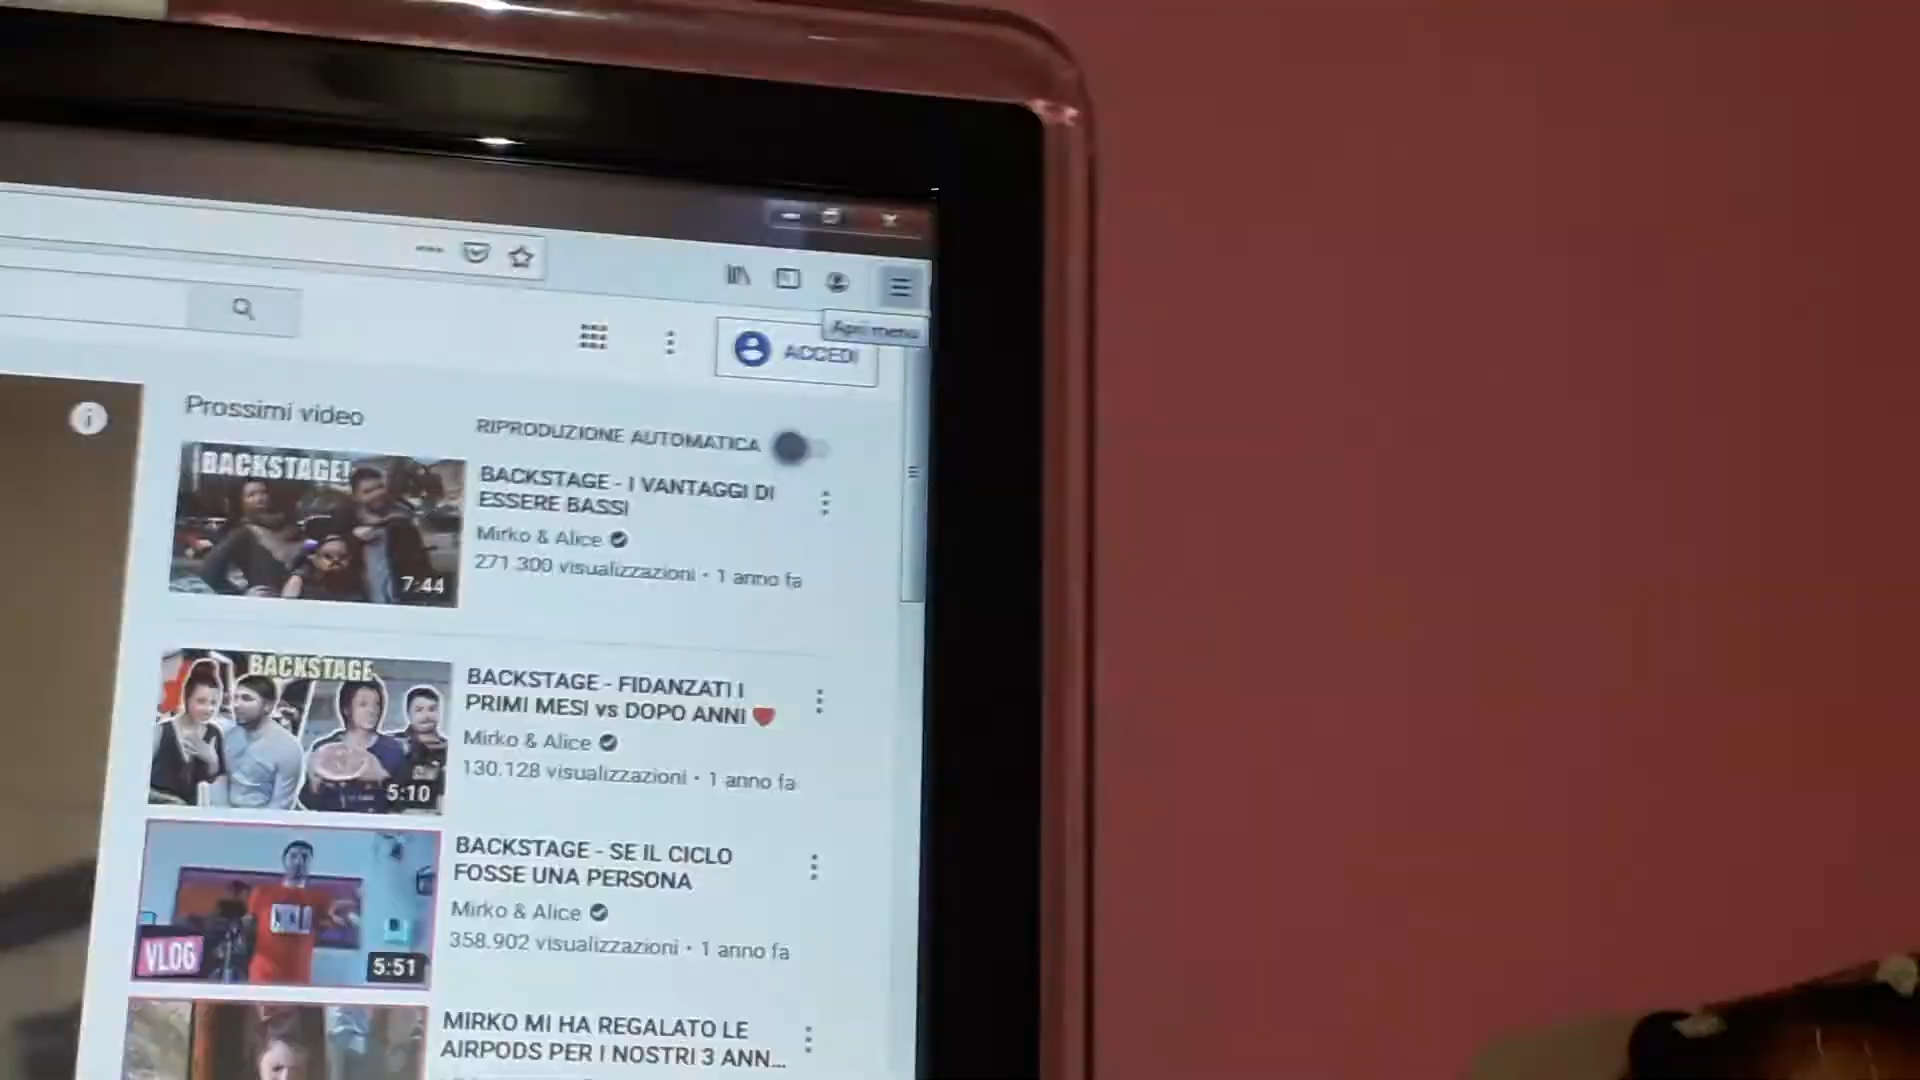 Apri menu
ACCEDI
Prossimi video
RIPRODUZIONE AUTOMATICA
BACKSTAGE!
7:44
BACKSTAGE - I VANTAGGI DI
ESSERE BASSI
Mirko & Alice
271.300 visualizzazioni • 1 anno fa
BACKSTAGE
5:10
BACKSTAGE - FIDANZATI I
PRIMI MESI vs DOPO ANNI ❤
Mirko & Alice
130.128 visualizzazioni • 1 anno fa
VLOG
5:51
BACKSTAGE - SE IL CICLO
FOSSE UNA PERSONA
Mirko & Alice
358.902 visualizzazioni • 1 anno fa
MIRKO MI HA REGALATO LE
AIRPODS PER I NOSTRI 3 ANN...